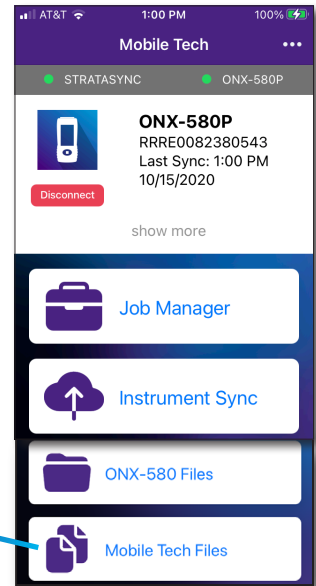 AT&T 1:00 PM 100%
Mobile Tech
STRATASYNC ONX-580P
ONX-580P
RRRE0082380543
Last Sync: 1:00 PM
10/15/2020
Disconnect
show more
Job Manager
Instrument Sync
ONX-580 Files
Mobile Tech Files